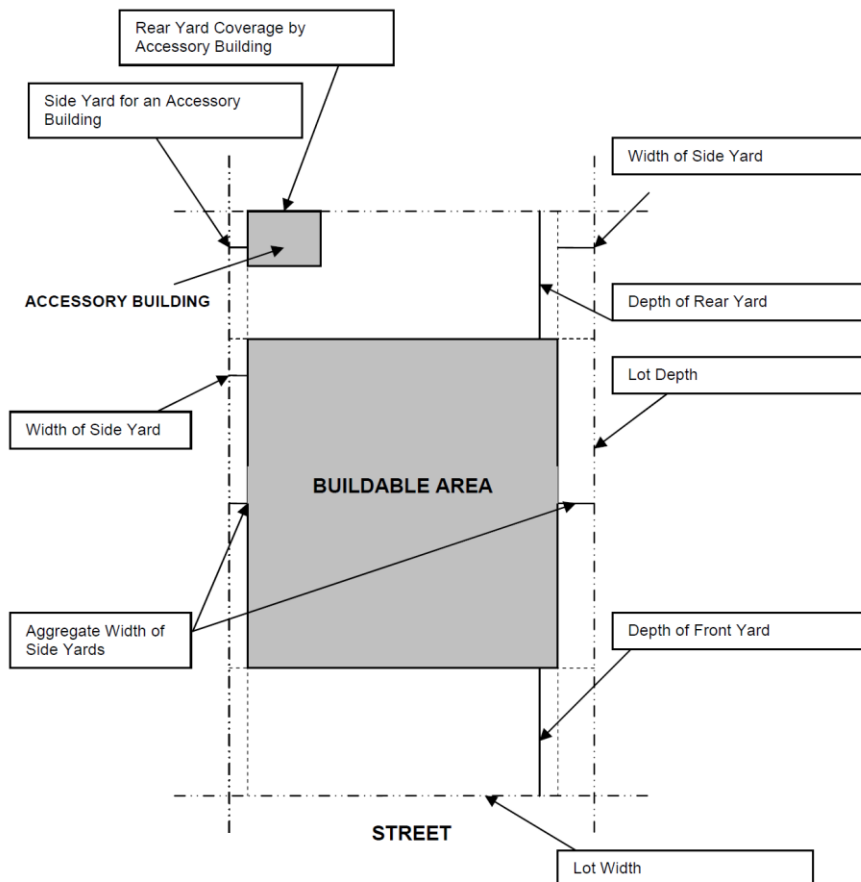 Rear Yard Coverage by
Accessory Building
Side Yard for an Accessory
Building
Width of Side Yard
ACCESSORY BUILDING
Depth of Rear Yard
Lot Depth
Width of Side Yard
BUILDABLE AREA
Aggregate Width of
Side Yards
Depth of Front Yard
STREET
Lot Width